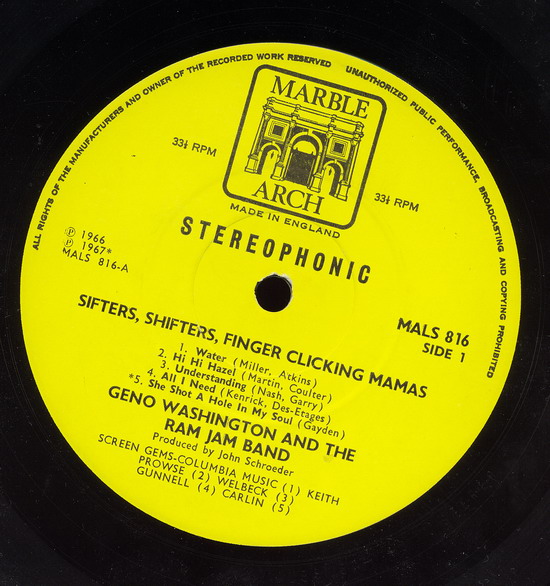 ALL RIGHTS OF THE MANUFACTURERS AND OWNER OF THE RECORDED WORK RESERVED UNAUTHORIZED PUBLIC PERFORMANCE, BROADCASTING AND COPYING PROHIBITED
MARBLE
ARCH
MADE IN ENGLAND
33⅓ RPM
33⅓ RPM
STEREOPHONIC
℗ 1966
℗ 1967*
MALS 816-A
MALS 816
SIDE 1
SIFTERS, SHIFTERS, FINGER CLICKING MAMAS
1. Water (Miller, Atkins)
2. Hi Hi Hazel (Martin, Coulter)
3. Understanding (Nash, Garry)
4. All I Need (Kenrick, Des-Etages)
*5. She Shot A Hole In My Soul (Gayden)
GENO WASHINGTON AND THE
RAM JAM BAND
Produced by John Schroeder
SCREEN GEMS-COLUMBIA MUSIC (1) KEITH
PROWSE (2) WELBECK (3)
GUNNELL (4) CARLIN (5)